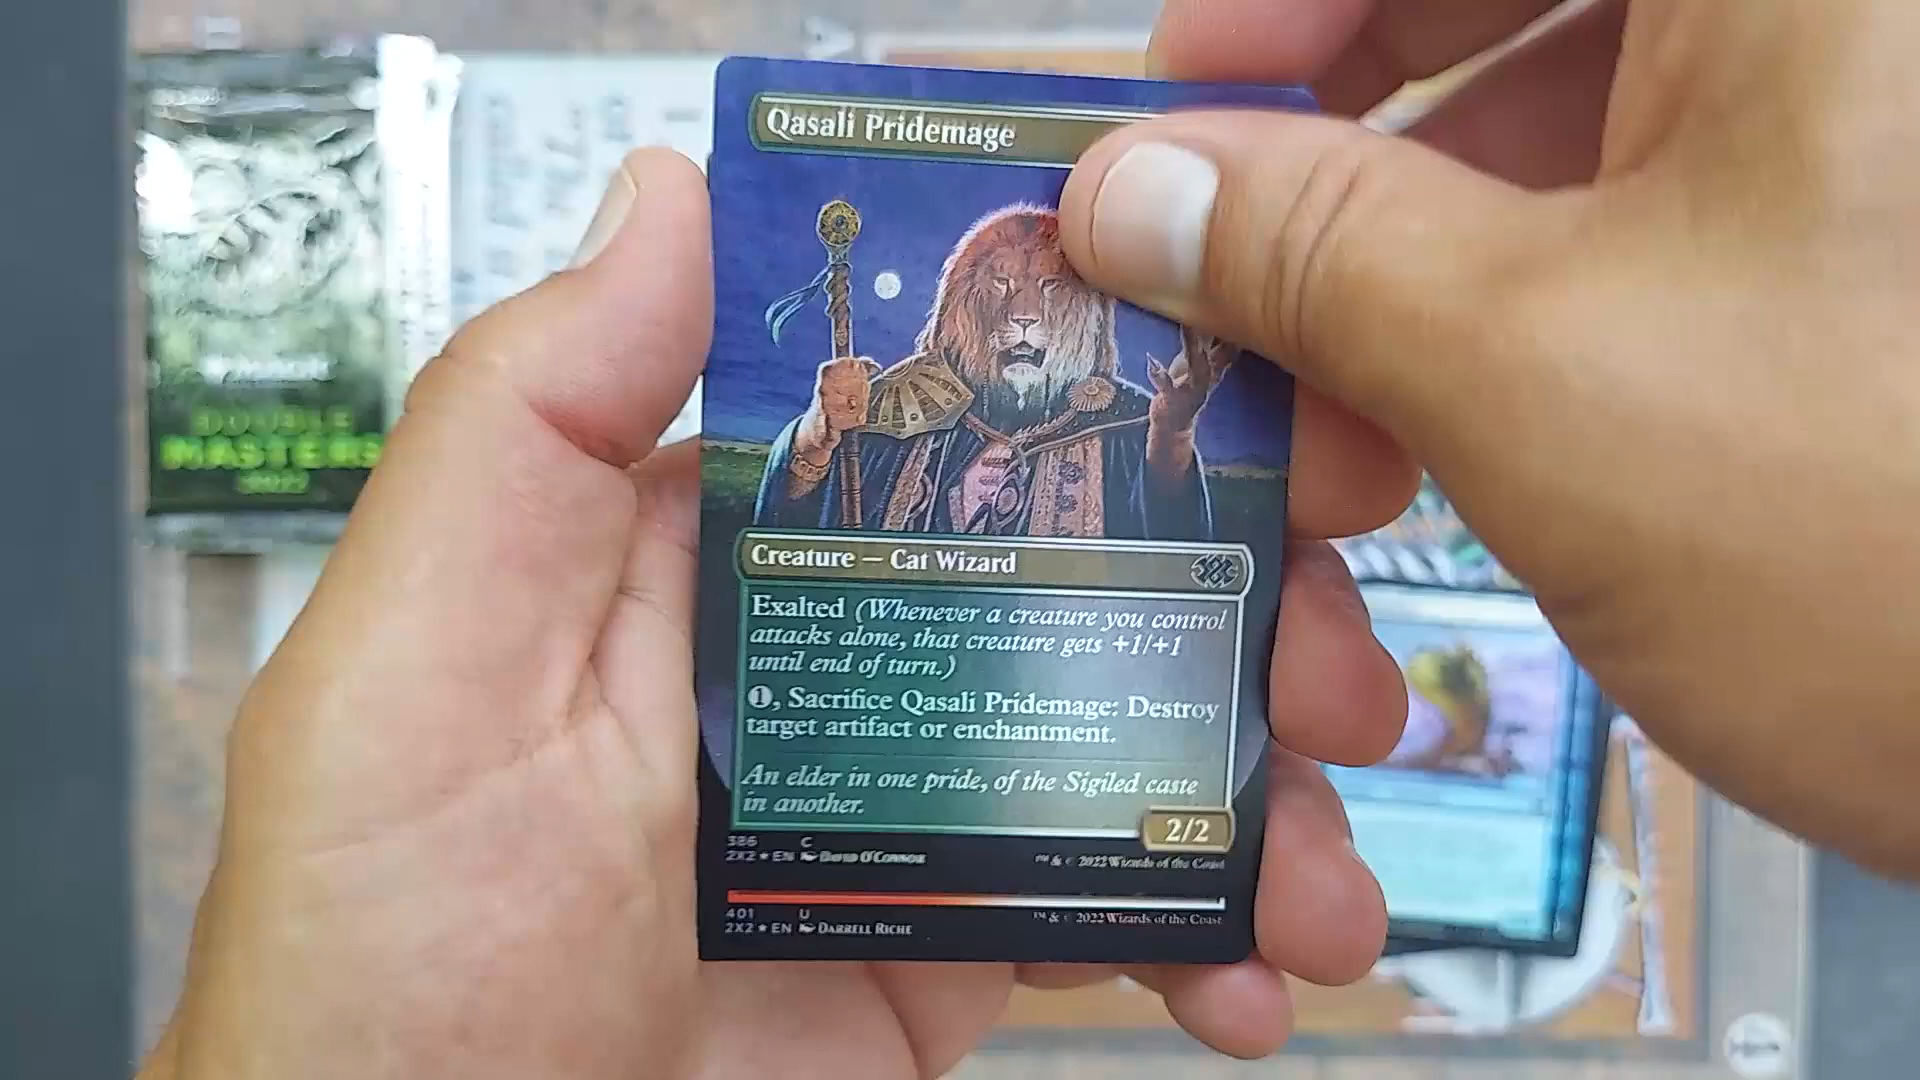 Qasali Pridemage
Creature — Cat Wizard
Exalted (Whenever a creature you control
attacks alone, that creature gets +1/+1
until end of turn.)
1, Sacrifice Qasali Pridemage: Destroy
target artifact or enchantment.
An elder in one pride, of the Sigiled caste
in another.
2/2
386 C
2X2 ★ EN David O'Connor
™ & © 2022 Wizards of the Coast
401 U
2X2 ★ EN Darrell Riche
™ & © 2022 Wizards of the Coast
DOUBLE
MASTERS
2022